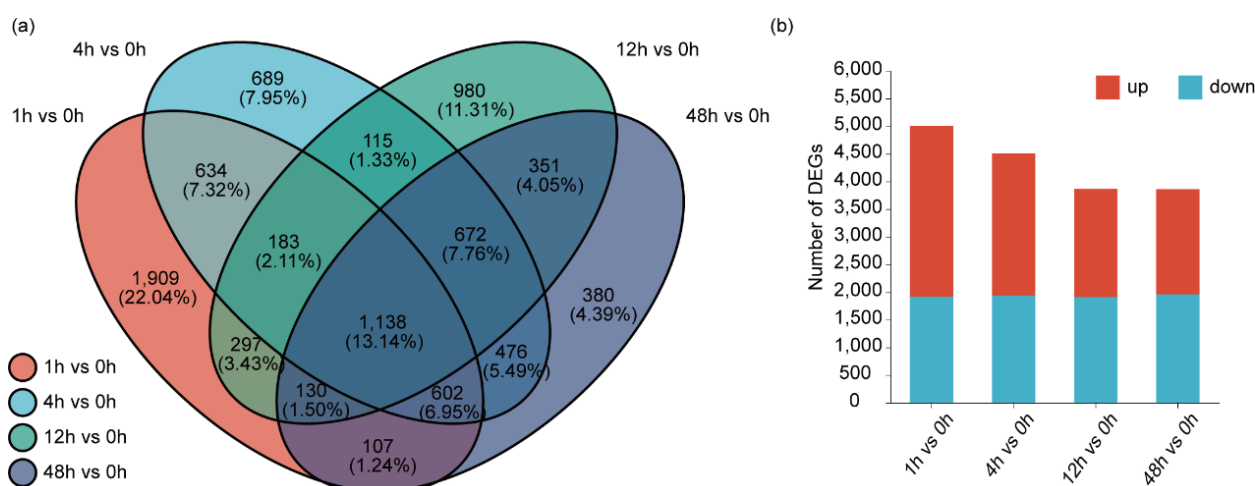 (a)
4h vs 0h
12h vs 0h
1h vs 0h
48h vs 0h
689
(7.95%)
980
(11.31%)
115
(1.33%)
634
(7.32%)
351
(4.05%)
183
(2.11%)
672
(7.76%)
1,909
(22.04%)
380
(4.39%)
1,138
(13.14%)
297
(3.43%)
476
(5.49%)
130
(1.50%)
602
(6.95%)
107
(1.24%)
1h vs 0h
4h vs 0h
12h vs 0h
48h vs 0h
(b)
up
down
Number of DEGs
6,000
5,500
5,000
4,500
4,000
3,500
3,000
2,500
2,000
1,500
1,000
500
0
1h vs 0h
4h vs 0h
12h vs 0h
48h vs 0h